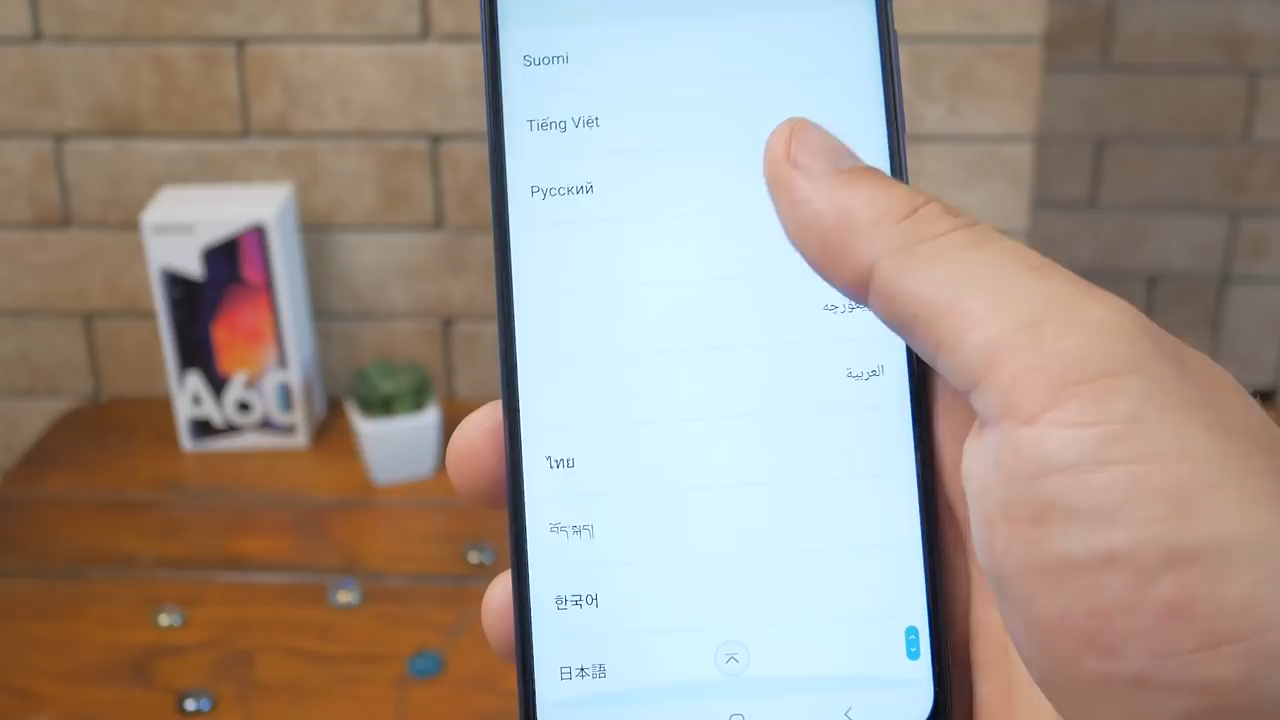 Suomi
Tiếng Việt
Русский
العربية
ไทย
བོད་སྐད།
한국어
日本語
A60